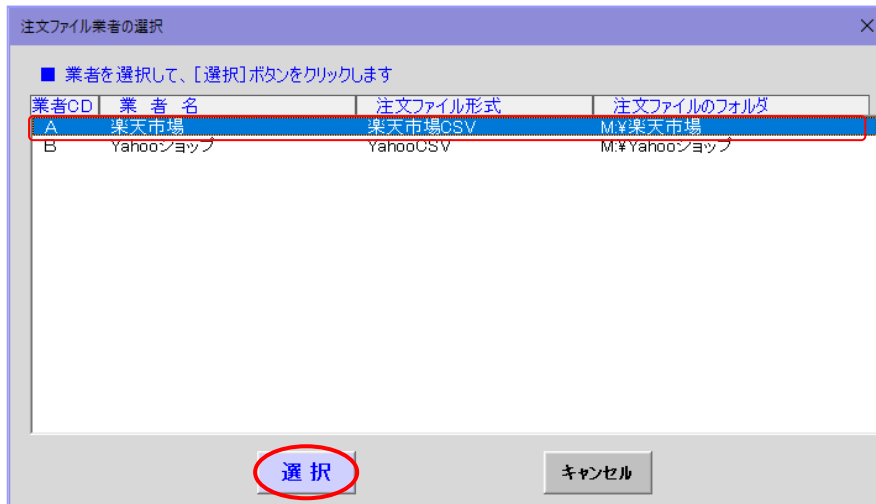 注文ファイル業者の選択 ×
■ 業者を選択して、[選択]ボタンをクリックします
業者CD 業 者 名 注文ファイル形式 注文ファイルのフォルダ
A 楽天市場 楽天市場CSV M:¥楽天市場
B Yahooショップ YahooCSV M:¥Yahooショップ
選 択 キャンセル